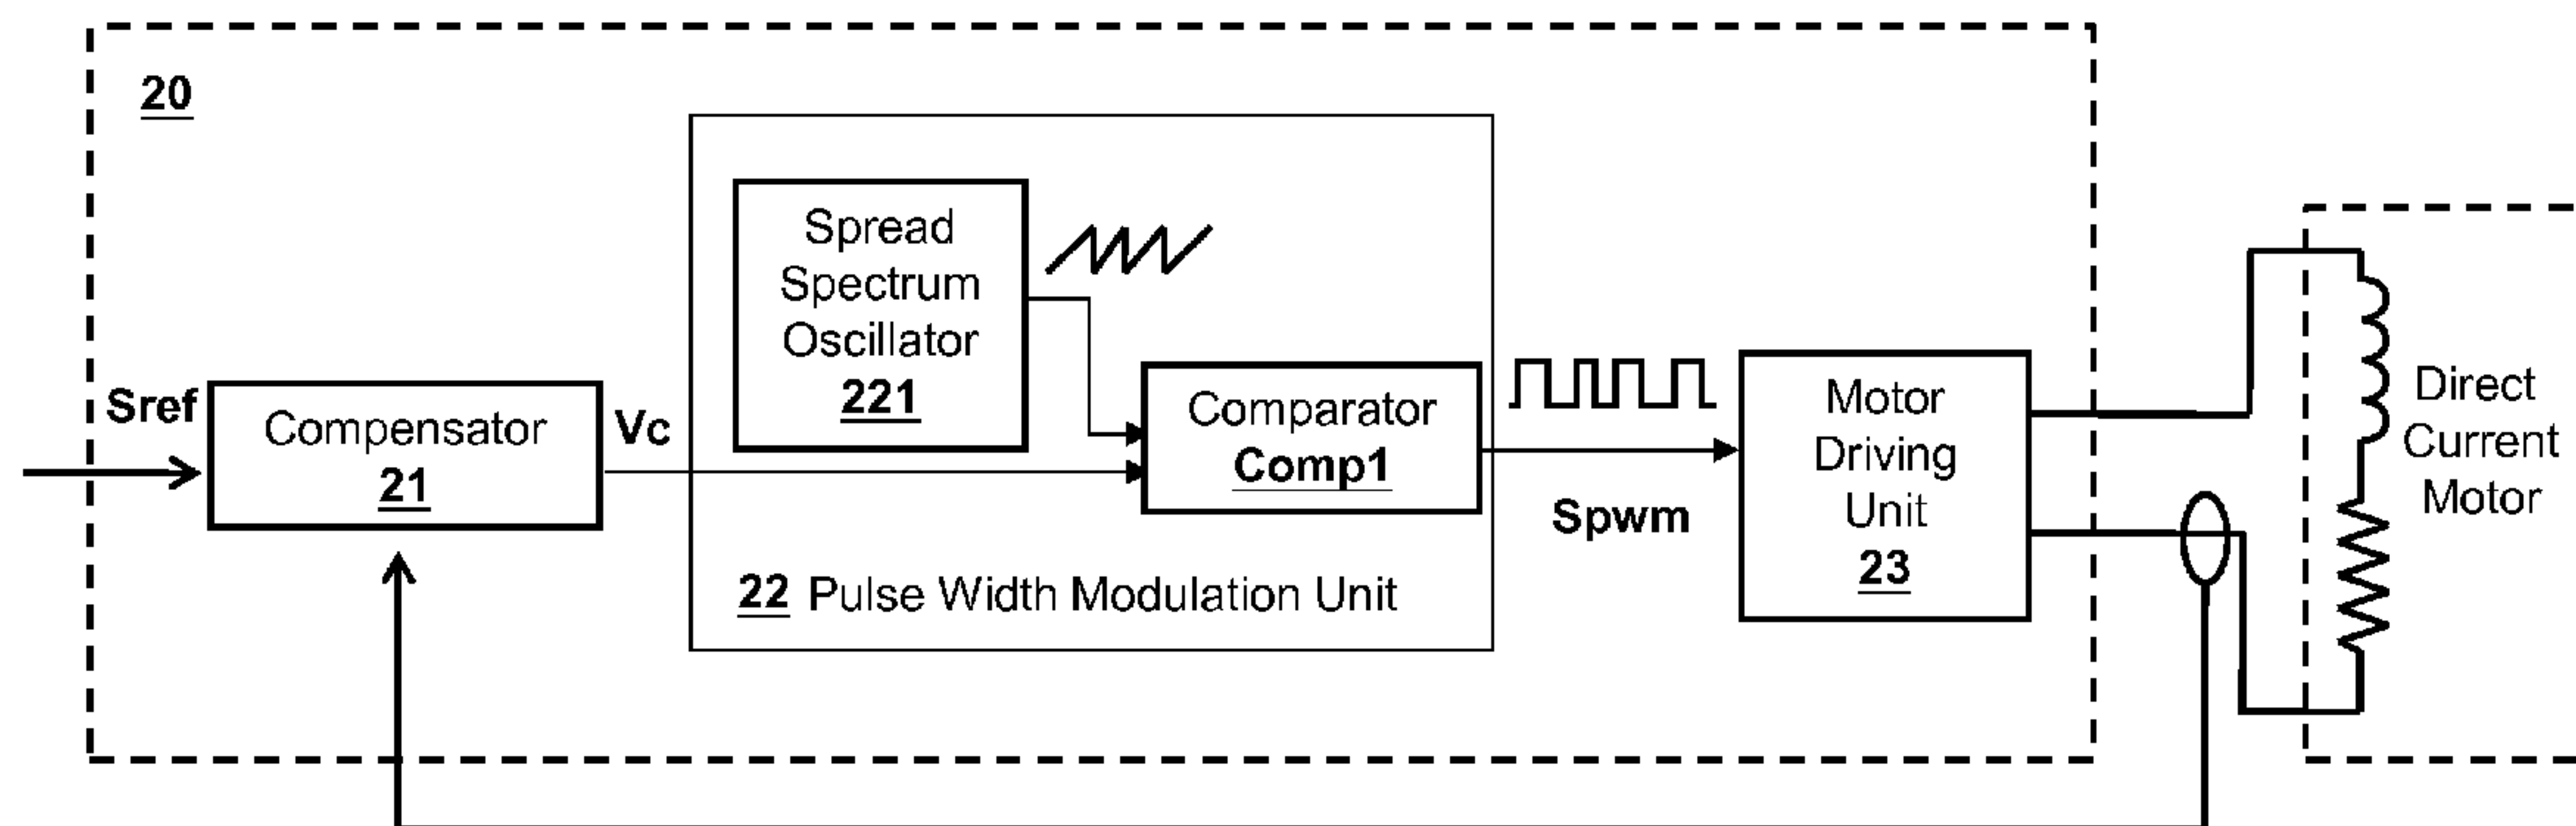 20
Sref
Compensator
21
Vc
Spread
Spectrum
Oscillator
221
Comparator
Comp1
22 Pulse Width Modulation Unit
Spwm
Motor
Driving
Unit
23
Direct
Current
Motor